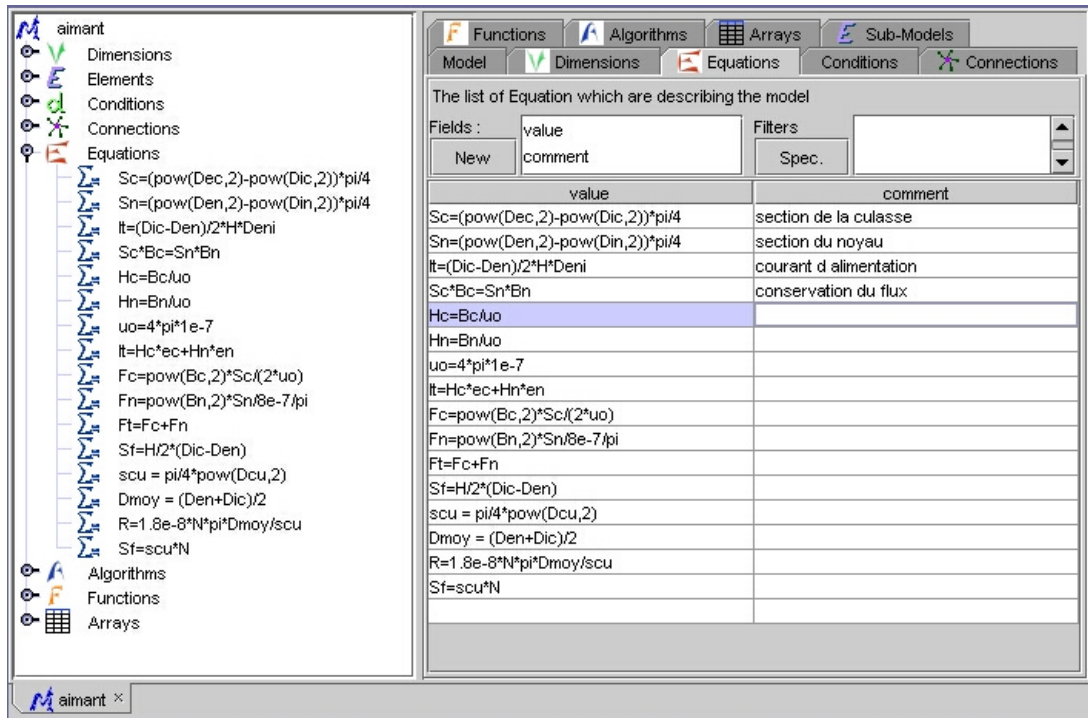 aimant
Dimensions
Elements
Conditions
Connections
Equations
Sc=(pow(Dec,2)-pow(Dic,2))*pi/4
Sn=(pow(Den,2)-pow(Din,2))*pi/4
It=(Dic-Den)/2*H*Deni
Sc*Bc=Sn*Bn
Hc=Bc/uo
Hn=Bn/uo
uo=4*pi*1e-7
It=Hc*ec+Hn*en
Fc=pow(Bc,2)*Sc/(2*uo)
Fn=pow(Bn,2)*Sn/8e-7/pi
Ft=Fc+Fn
Sf=H/2*(Dic-Den)
scu = pi/4*pow(Dcu,2)
Dmoy = (Den+Dic)/2
R=1.8e-8*N*pi*Dmoy/scu
Sf=scu*N
Algorithms
Functions
Arrays
Functions Algorithms Arrays Sub-Models
Model Dimensions Equations Conditions Connections
The list of Equation which are describing the model
Fields : value Filters
New comment Spec.
value comment
Sc=(pow(Dec,2)-pow(Dic,2))*pi/4 section de la culasse
Sn=(pow(Den,2)-pow(Din,2))*pi/4 section du noyau
It=(Dic-Den)/2*H*Deni courant d alimentation
Sc*Bc=Sn*Bn conservation du flux
Hc=Bc/uo
Hn=Bn/uo
uo=4*pi*1e-7
It=Hc*ec+Hn*en
Fc=pow(Bc,2)*Sc/(2*uo)
Fn=pow(Bn,2)*Sn/8e-7/pi
Ft=Fc+Fn
Sf=H/2*(Dic-Den)
scu = pi/4*pow(Dcu,2)
Dmoy = (Den+Dic)/2
R=1.8e-8*N*pi*Dmoy/scu
Sf=scu*N
aimant ×